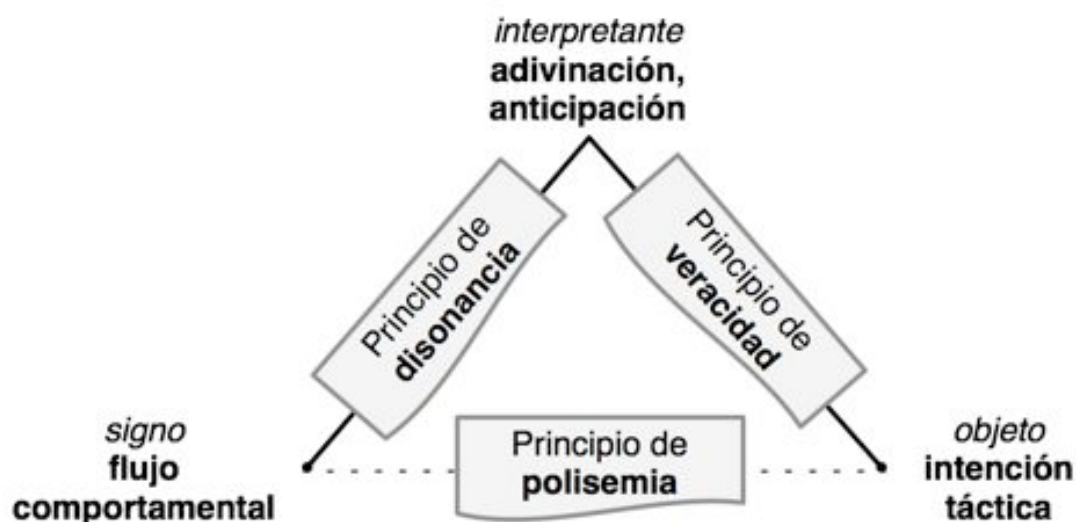 interpretante
adivinación,
anticipación
Principio de
disonancia
Principio de
veracidad
signo
flujo
comportamental
Principio de
polisemia
objeto
intención
táctica